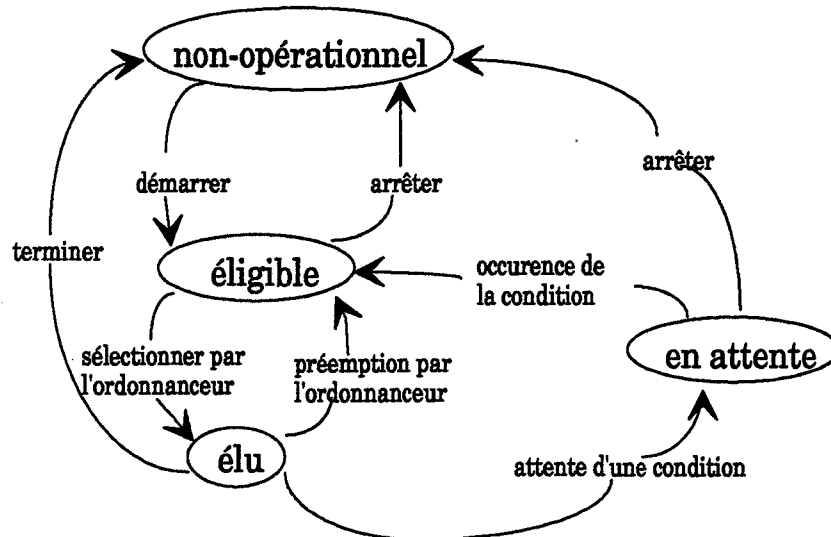 non-opérationnel
démarrer
arrêter
arrêter
terminer
éligible
occurence de
la condition
sélectionner par
l'ordonnanceur
préemption par
l'ordonnanceur
en attente
élu
attente d'une condition